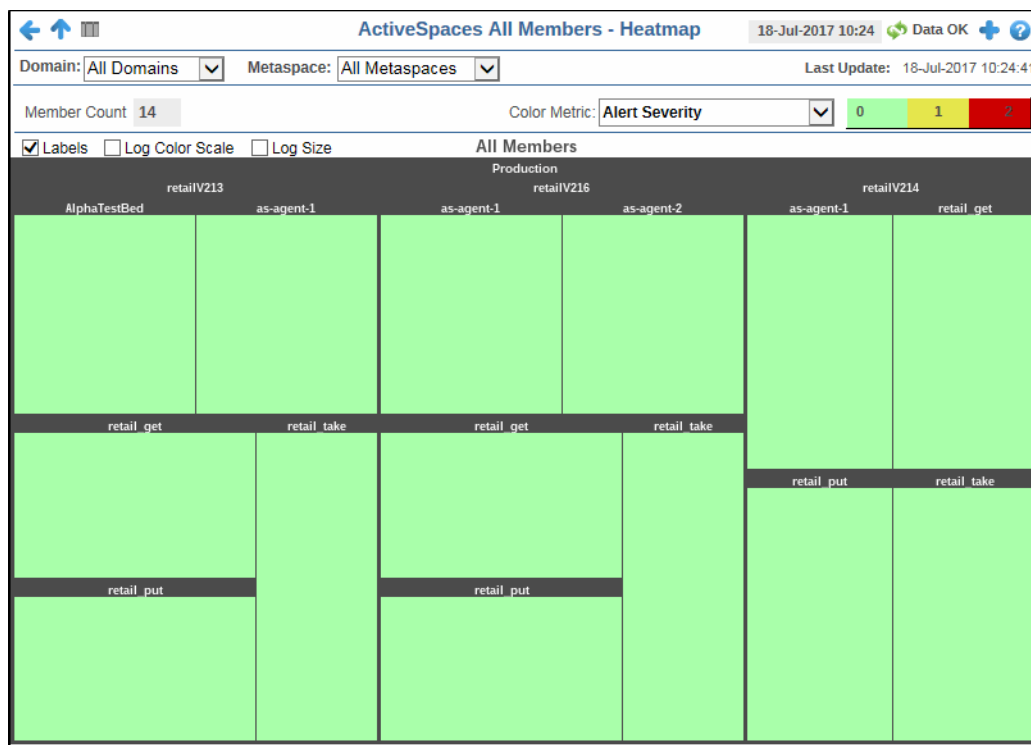 ActiveSpaces All Members - Heatmap 18-Jul-2017 10:24 Data OK
Domain: All Domains Metaspace: All Metaspaces Last Update: 18-Jul-2017 10:24:41
Member Count 14 Color Metric: Alert Severity 0 1 2
Labels Log Color Scale Log Size All Members
Production
retailV213 retailV216 retailV214
AlphaTestBed as-agent-1 as-agent-1 as-agent-2 as-agent-1 retail_get
retail_get retail_take retail_get retail_take
retail_put retail_take
retail_put retail_put